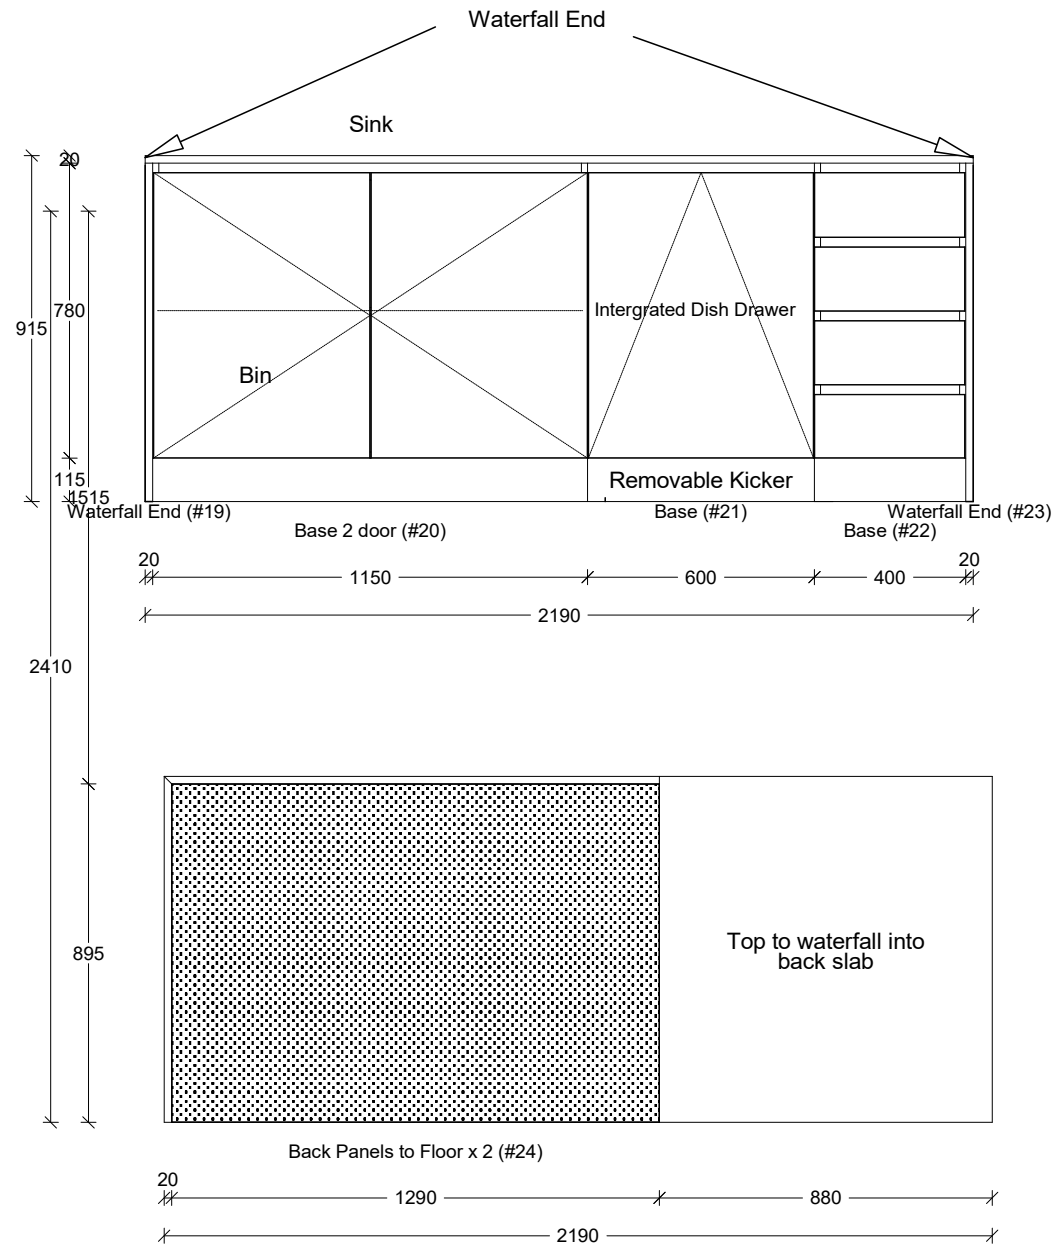 Waterfall End
Sink
20
780
915
Intergrated Dish Drawer
Bin
115
1515
Removable Kicker
Waterfall End (#19)
Base (#21)
Waterfall End (#23)
Base 2 door (#20)
Base (#22)
20
20
1150
600
400
2190
2410
895
Top to waterfall into
back slab
Back Panels to Floor x 2 (#24)
20
1290
880
2190